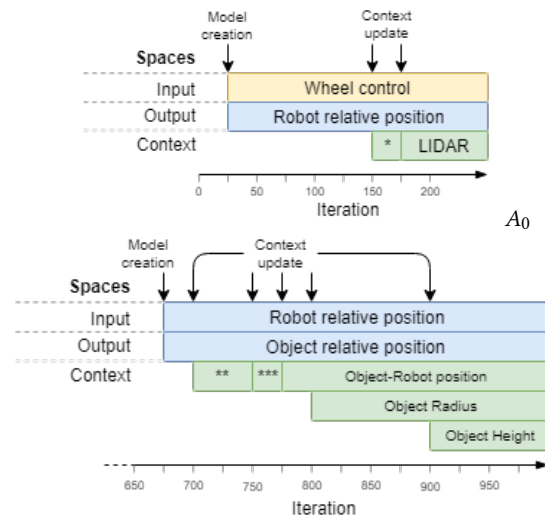 Model creation
Context update
Spaces
Input
Wheel control
Output
Robot relative position
Context
*
LIDAR
0 50 100 150 200
Iteration
A0
Model creation
Context update
Spaces
Input
Robot relative position
Output
Object relative position
Context
**
***
Object-Robot position
Object Radius
Object Height
650 700 750 800 850 900 950
Iteration